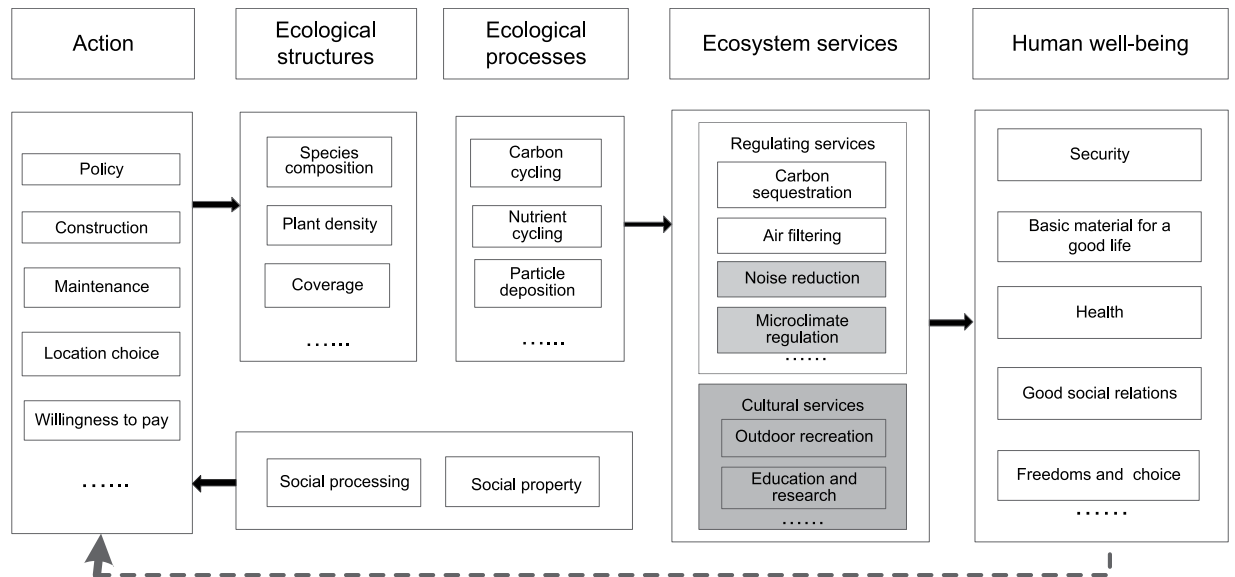 Action
Ecological
structures
Ecological
processes
Ecosystem services
Human well-being
Policy
Construction
Maintenance
Location choice
Willingness to pay
......
Species
composition
Plant density
Coverage
......
Carbon
cycling
Nutrient
cycling
Particle
deposition
......
Regulating services
Carbon
sequestration
Air filtering
Noise reduction
Microclimate
regulation
......
Cultural services
Outdoor recreation
Education and
research
......
Security
Basic material for a
good life
Health
Good social relations
Freedoms and choice
......
Social processing
Social property